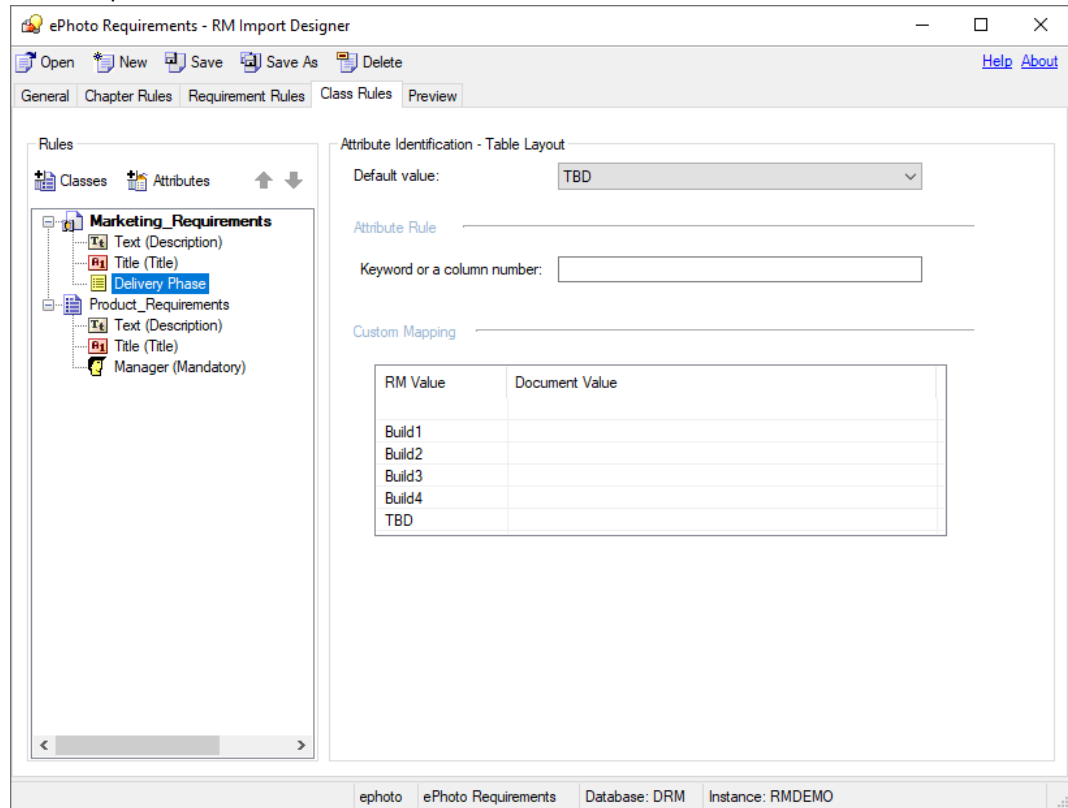 ePhoto Requirements - RM Import Designer
Open New Save Save As Delete Help About
General Chapter Rules Requirement Rules Class Rules Preview
Rules
Classes Attributes
Marketing_Requirements
Text (Description)
Title (Title)
Delivery Phase
Product_Requirements
Text (Description)
Title (Title)
Manager (Mandatory)
Attribute Identification - Table Layout
Default value: TBD
Attribute Rule
Keyword or a column number:
Custom Mapping
RM Value Document Value
Build1
Build2
Build3
Build4
TBD
ephoto ePhoto Requirements Database: DRM Instance: RMDEMO